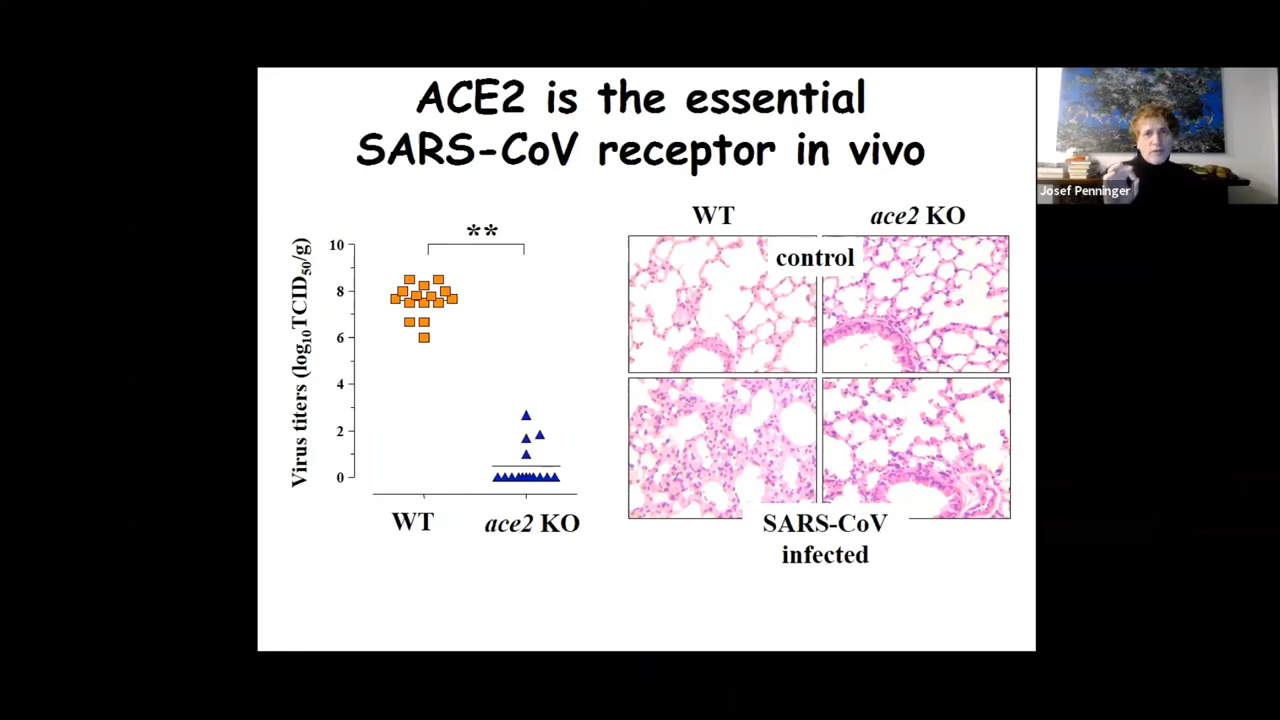 ACE2 is the essential
SARS-CoV receptor in vivo
Josef Penninger
**
Virus titers (log10TCID50/g)
10
8
6
4
2
0
WT
ace2 KO
WT
ace2 KO
control
SARS-CoV
infected